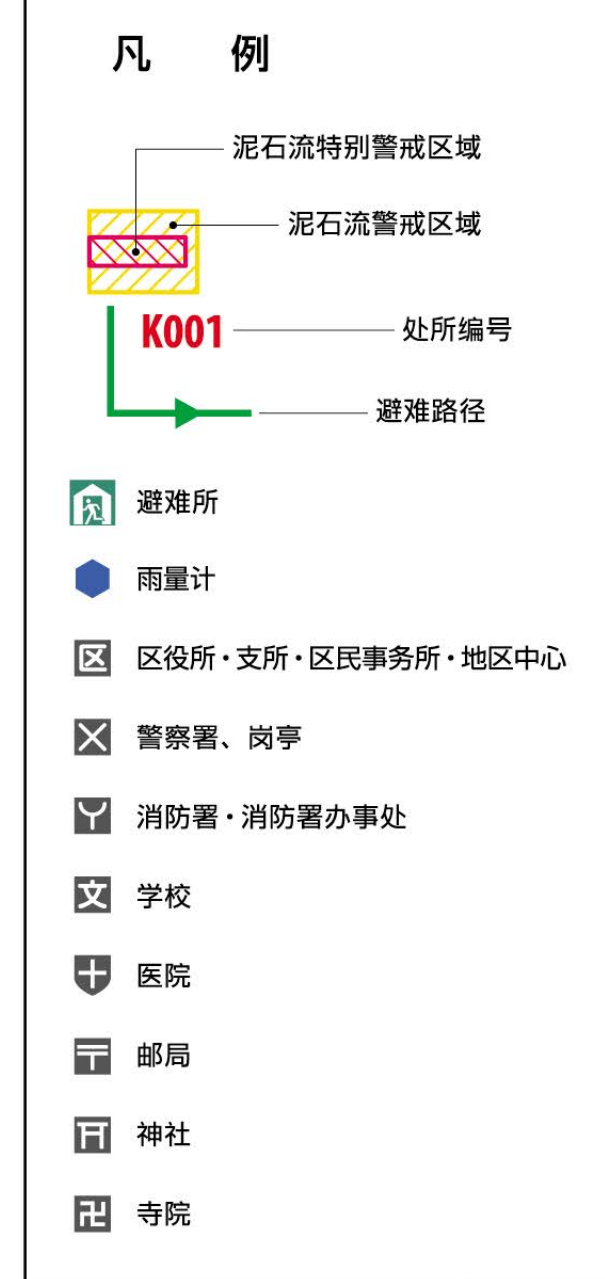 凡 例
泥石流特别警戒区域
泥石流警戒区域
K001 处所编号
避难路径
避难所
雨量计
区 区役所・支所・区民事务所・地区中心
警察署、岗亭
消防署・消防署办事处
文 学校
医院
〒 邮局
神社
卍 寺院